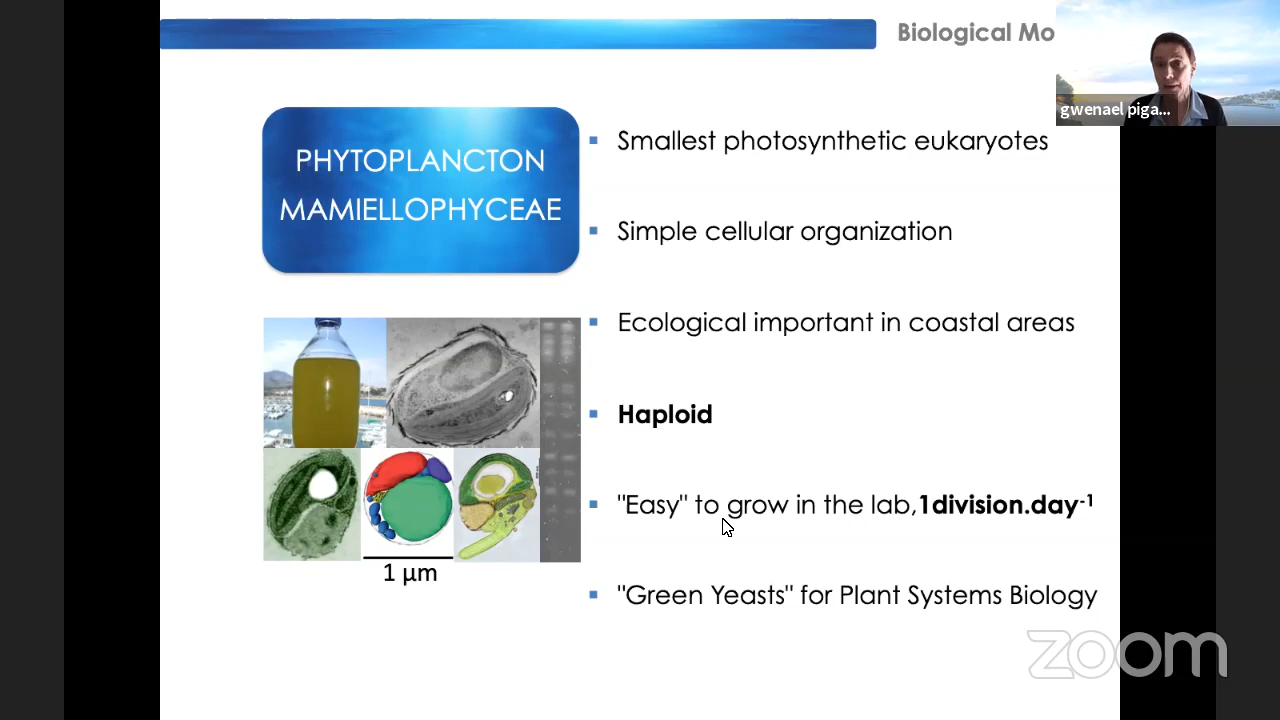 Biological Mo
gwenael piga...
PHYTOPLANCTON
MAMIELLOPHYCEAE
▪ Smallest photosynthetic eukaryotes
▪ Simple cellular organization
▪ Ecological important in coastal areas
▪ Haploid
▪ "Easy" to grow in the lab,1division.day⁻¹
▪ "Green Yeasts" for Plant Systems Biology
1 µm
zoom